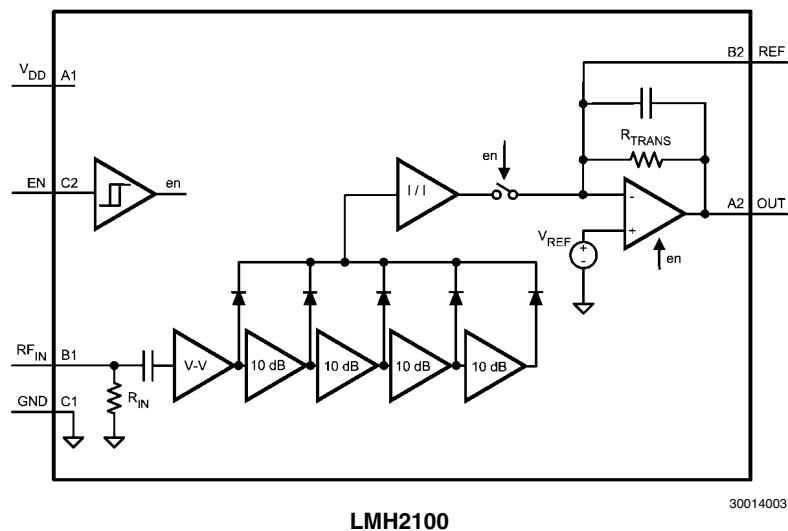 B2 REF
V_DD A1
R_TRANS
en
EN C2 en
I / I
-
A2 OUT
V_REF + - +
en
RF_IN B1
V-V 10 dB 10 dB 10 dB 10 dB
R_IN
GND C1
30014003
LMH2100